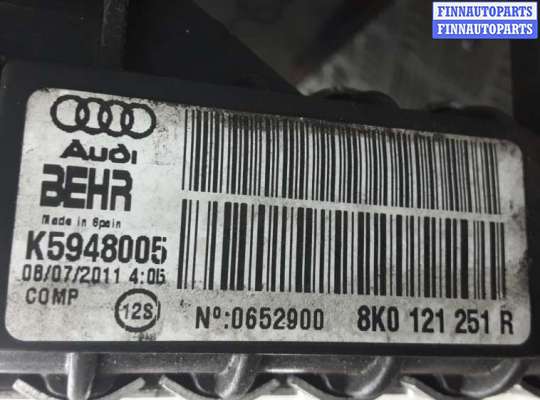 FINNAUTOPARTS
FINNAUTOPARTS
Audi
BEHR
Made in Spain
K5948005
08/07/2011 4:05
COMP
12S
Nº:0652900
8K0 121 251 R